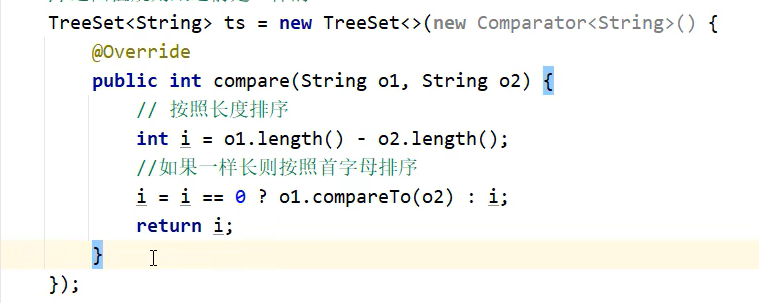 TreeSet<String> ts = new TreeSet<>(new Comparator<String>() {
@Override
public int compare(String o1, String o2) {
// 按照长度排序
int i = o1.length() - o2.length();
//如果一样长则按照首字母排序
i = i == 0 ? o1.compareTo(o2) : i;
return i;
}
});